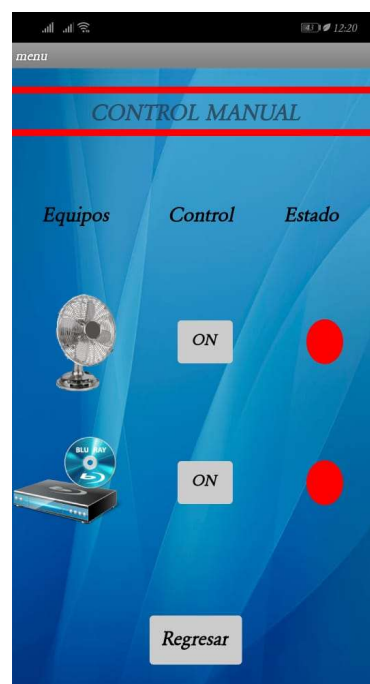 12:20
menu
CONTROL MANUAL
Equipos Control Estado
ON
BLU RAY
ON
Regresar